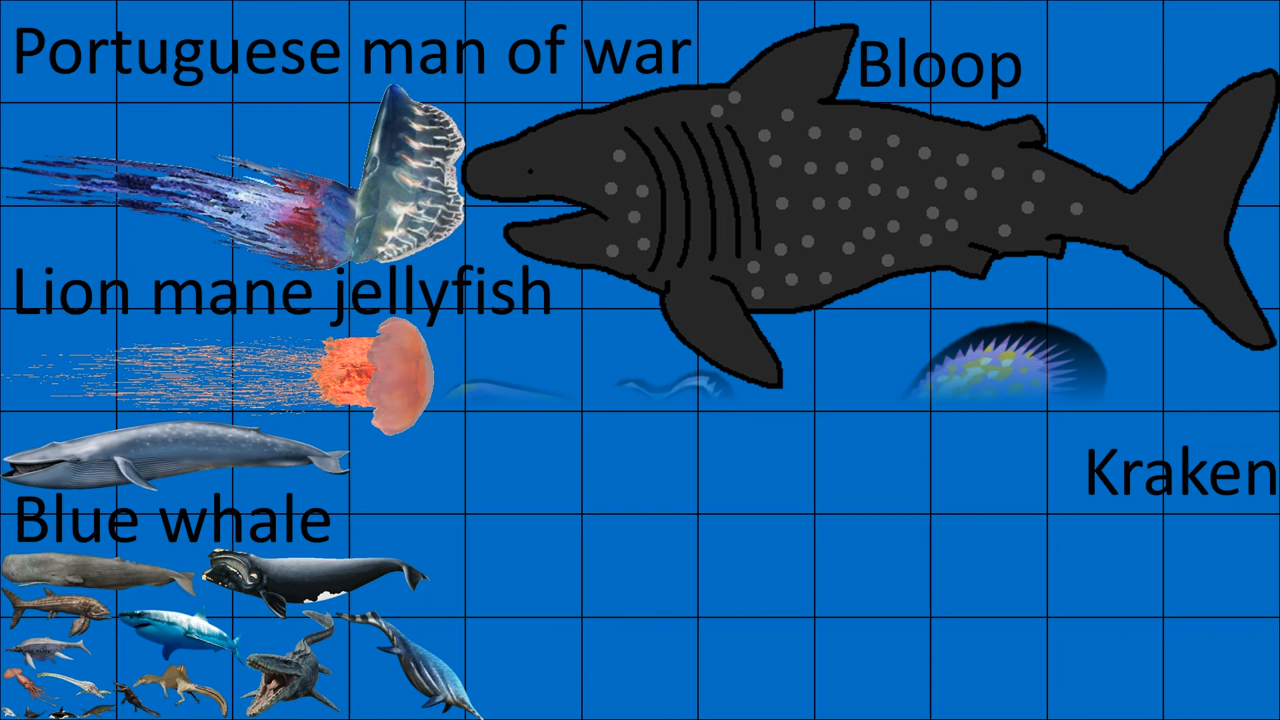 Portuguese man of war
Bloop
Lion mane jellyfish
Kraken
Blue whale